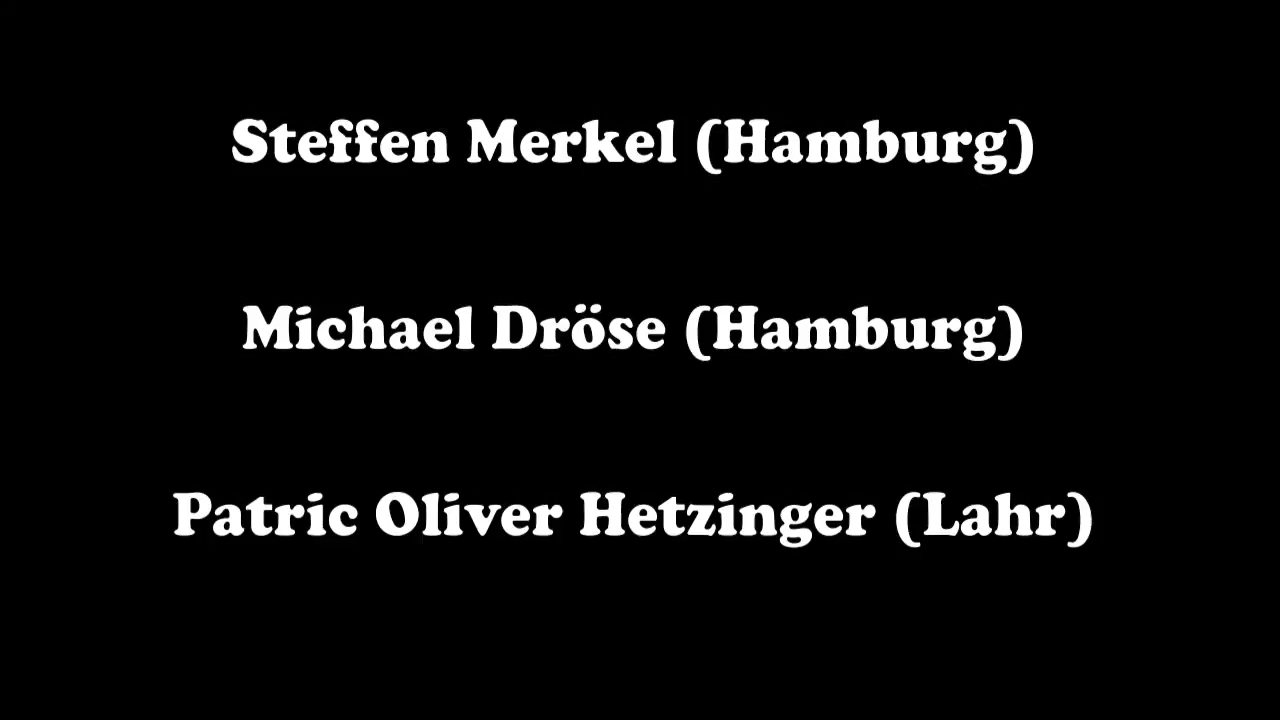 Steffen Merkel (Hamburg)
Michael Dröse (Hamburg)
Patric Oliver Hetzinger (Lahr)